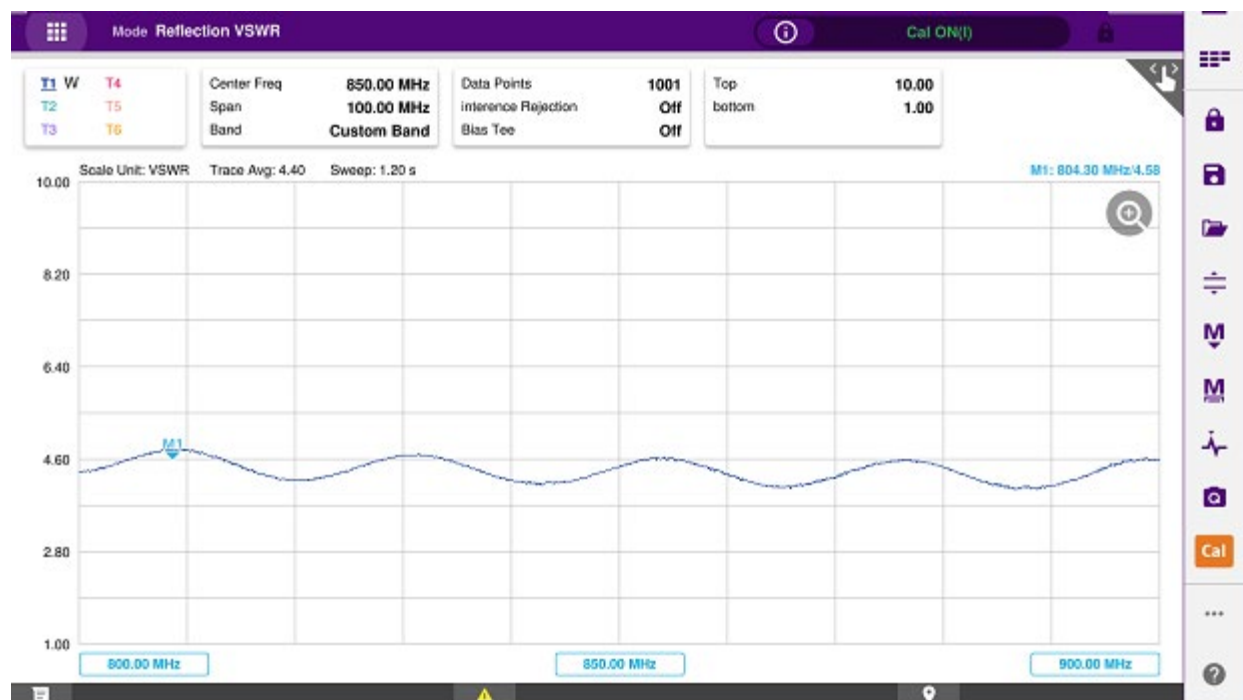 Mode Reflection VSWR
Cal ON(I)
T1 W T4
T2 T5
T3 T6
Center Freq 850.00 MHz
Span 100.00 MHz
Band Custom Band
Data Points 1001
interence Rejection Off
Bias Tee Off
Top 10.00
bottom 1.00
Scale Unit: VSWR Trace Avg: 4.40 Sweep: 1.20 s
M1: 804.30 MHz/4.58
10.00
8.20
6.40
M1
4.60
2.80
1.00
800.00 MHz
850.00 MHz
900.00 MHz
M
M
Cal